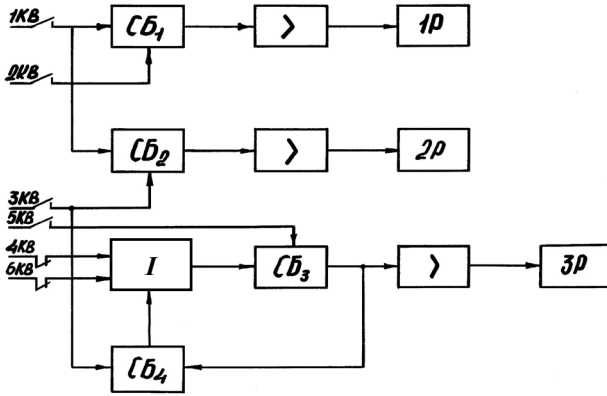 1КВ СБ₁ > 1Р
2КВ
СБ₂ > 2Р
3КВ
5КВ
4КВ I СБ₃ > 3Р
6КВ
СБ₄